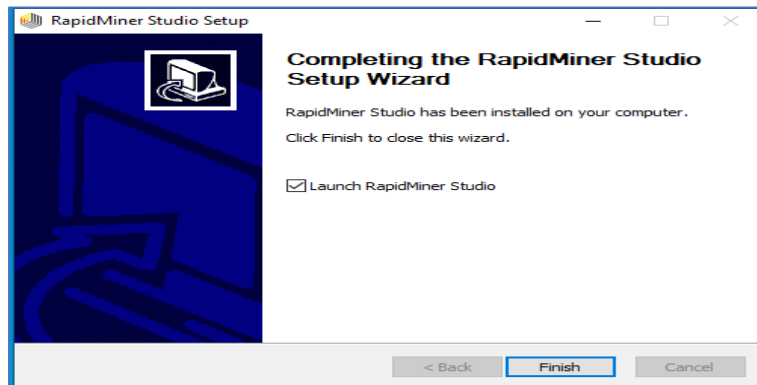 RapidMiner Studio Setup
Completing the RapidMiner Studio
Setup Wizard
RapidMiner Studio has been installed on your computer.
Click Finish to close this wizard.
Launch RapidMiner Studio
< Back
Finish
Cancel